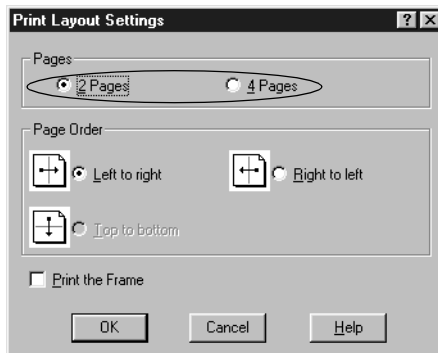 Print Layout Settings
Pages
2 Pages 4 Pages
Page Order
Left to right Right to left
Top to bottom
Print the Frame
OK Cancel Help